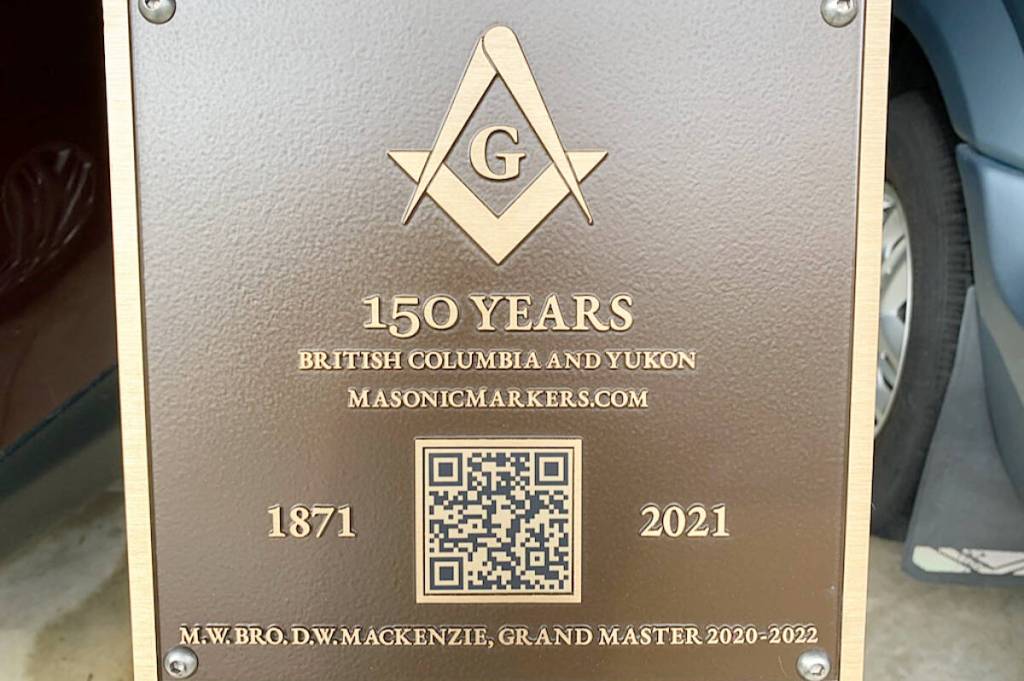 G
150 YEARS
BRITISH COLUMBIA AND YUKON
MASONICMARKERS.COM
1871 2021
M.W. BRO. D.W. MACKENZIE, GRAND MASTER 2020-2022